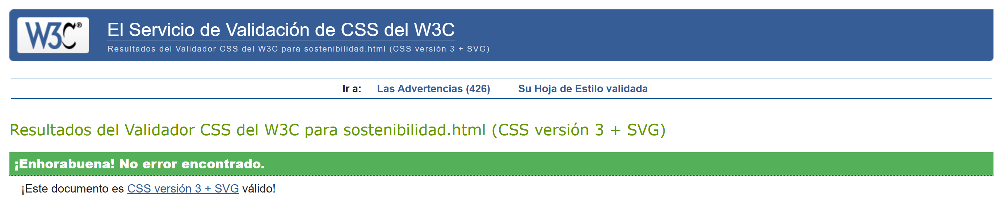 W3C®
El Servicio de Validación de CSS del W3C
Resultados del Validador CSS del W3C para sostenibilidad.html (CSS versión 3 + SVG)
Ir a: Las Advertencias (426) Su Hoja de Estilo validada
Resultados del Validador CSS del W3C para sostenibilidad.html (CSS versión 3 + SVG)
¡Enhorabuena! No error encontrado.
¡Este documento es CSS versión 3 + SVG válido!